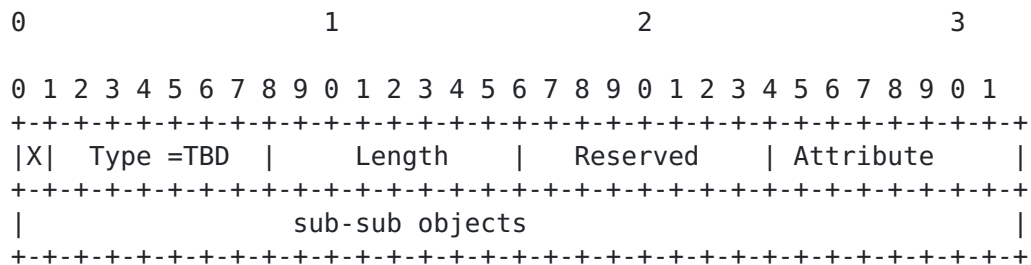 0                   1                   2                   3
0 1 2 3 4 5 6 7 8 9 0 1 2 3 4 5 6 7 8 9 0 1 2 3 4 5 6 7 8 9 0 1
+-+-+-+-+-+-+-+-+-+-+-+-+-+-+-+-+-+-+-+-+-+-+-+-+-+-+-+-+-+-+-+-+
|X|  Type =TBD  |     Length    |   Reserved    | Attribute     |
+-+-+-+-+-+-+-+-+-+-+-+-+-+-+-+-+-+-+-+-+-+-+-+-+-+-+-+-+-+-+-+-+
|                 sub-sub objects                               |
+-+-+-+-+-+-+-+-+-+-+-+-+-+-+-+-+-+-+-+-+-+-+-+-+-+-+-+-+-+-+-+-+